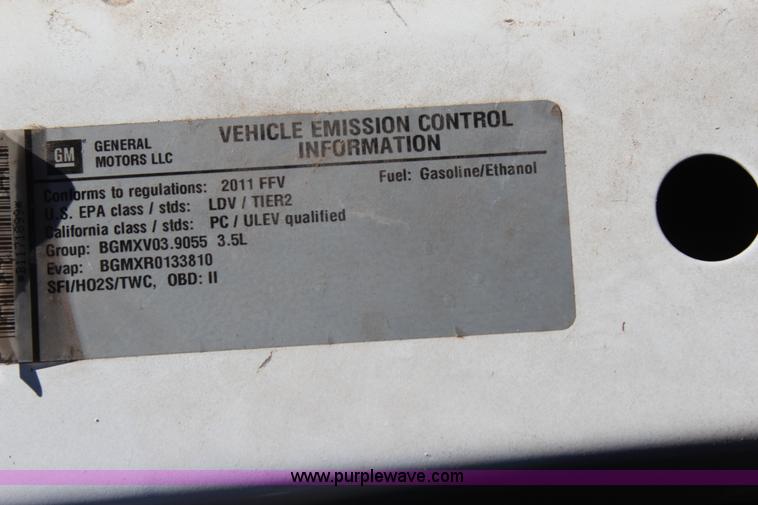 GM
GENERAL
MOTORS LLC
VEHICLE EMISSION CONTROL
INFORMATION
Conforms to regulations: 2011 FFV
Fuel: Gasoline/Ethanol
U.S. EPA class / stds: LDV / TIER2
California class / stds: PC / ULEV qualified
Group: BGMXV03.9055 3.5L
Evap: BGMXR0133810
SFI/HO2S/TWC, OBD: II
www.purplewave.com